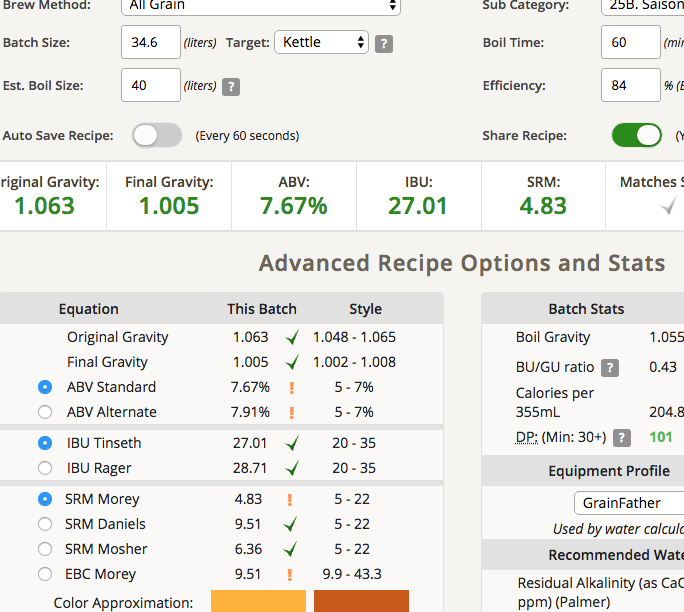 Brew Method: All Grain Sub Category: 25B. Saison
Batch Size: 34.6 (liters) Target: Kettle ? Boil Time: 60 (min
Est. Boil Size: 40 (liters) ? Efficiency: 84 % (E
Auto Save Recipe: (Every 60 seconds) Share Recipe: (Y
riginal Gravity: Final Gravity: ABV: IBU: SRM: Matches S
1.063 1.005 7.67% 27.01 4.83
Advanced Recipe Options and Stats
Equation This Batch Style Batch Stats
Original Gravity 1.063 1.048 - 1.065 Boil Gravity 1.055
Final Gravity 1.005 1.002 - 1.008
BU/GU ratio ? 0.43
ABV Standard 7.67% ! 5 - 7%
Calories per
355mL 204.8
ABV Alternate 7.91% ! 5 - 7%
DP: (Min: 30+) ? 101
IBU Tinseth 27.01 20 - 35
IBU Rager 28.71 20 - 35 Equipment Profile
SRM Morey 4.83 ! 5 - 22 GrainFather
SRM Daniels 9.51 5 - 22 Used by water calcula
SRM Mosher 6.36 5 - 22 Recommended Wate
EBC Morey 9.51 ! 9.9 - 43.3
Residual Alkalinity (as CaC
Color Approximation: ppm) (Palmer)